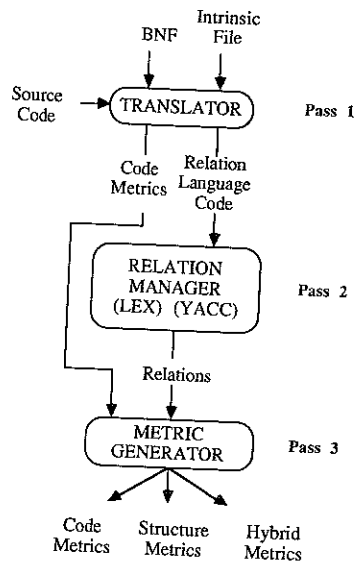 BNF
Intrinsic
File
Source
Code
TRANSLATOR
Pass 1
Code
Metrics
Relation
Language
Code
RELATION
MANAGER
(LEX) (YACC)
Pass 2
Relations
METRIC
GENERATOR
Pass 3
Code
Metrics
Structure
Metrics
Hybrid
Metrics